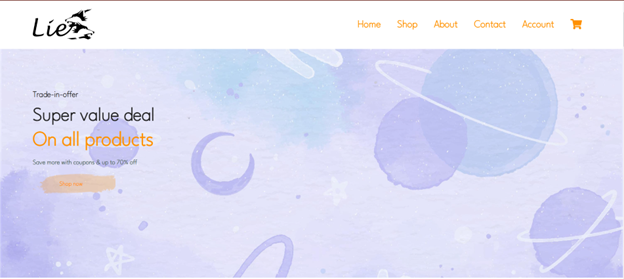 Lie
Home Shop About Contact Account
Trade-in-offer
Super value deal
On all products
Save more with coupons & up to 70% off
Shop now